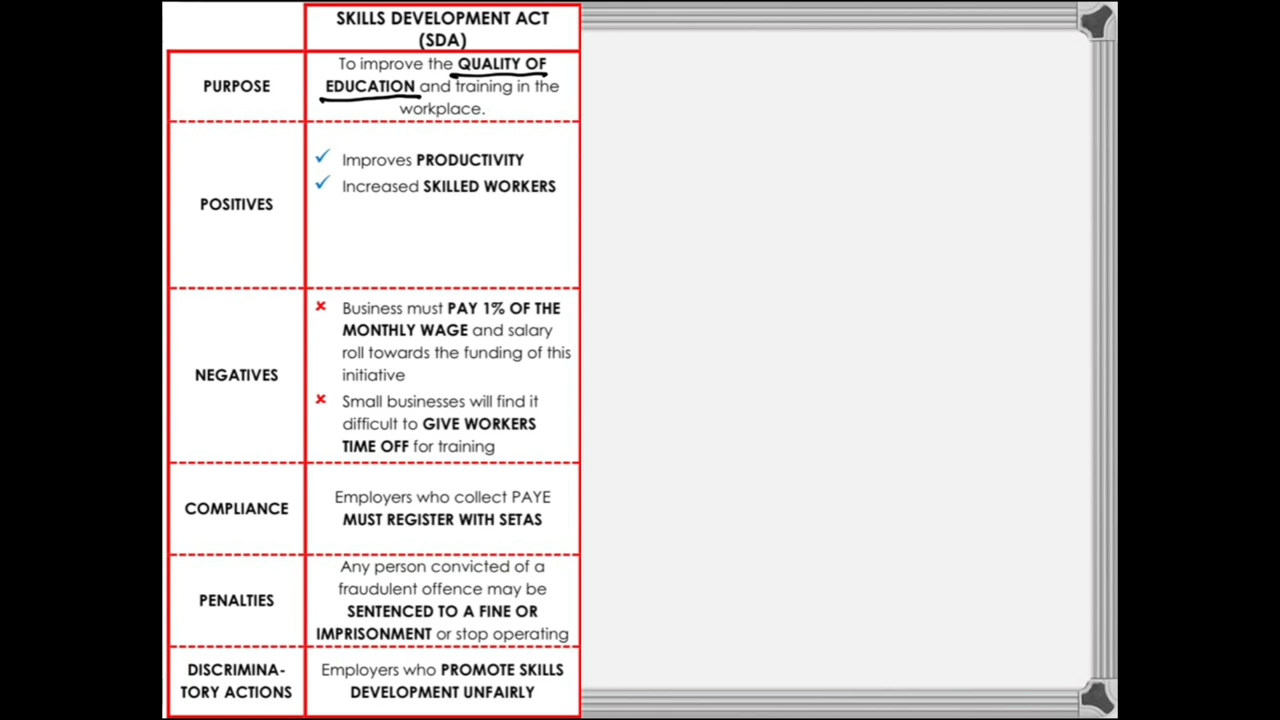 SKILLS DEVELOPMENT ACT
(SDA)
PURPOSE
To improve the QUALITY OF
EDUCATION and training in the
workplace.
POSITIVES
✓ Improves PRODUCTIVITY
✓ Increased SKILLED WORKERS
NEGATIVES
✘ Business must PAY 1% OF THE
MONTHLY WAGE and salary
roll towards the funding of this
initiative
✘ Small businesses will find it
difficult to GIVE WORKERS
TIME OFF for training
COMPLIANCE
Employers who collect PAYE
MUST REGISTER WITH SETAS
PENALTIES
Any person convicted of a
fraudulent offence may be
SENTENCED TO A FINE OR
IMPRISONMENT or stop operating
DISCRIMINA-
TORY ACTIONS
Employers who PROMOTE SKILLS
DEVELOPMENT UNFAIRLY